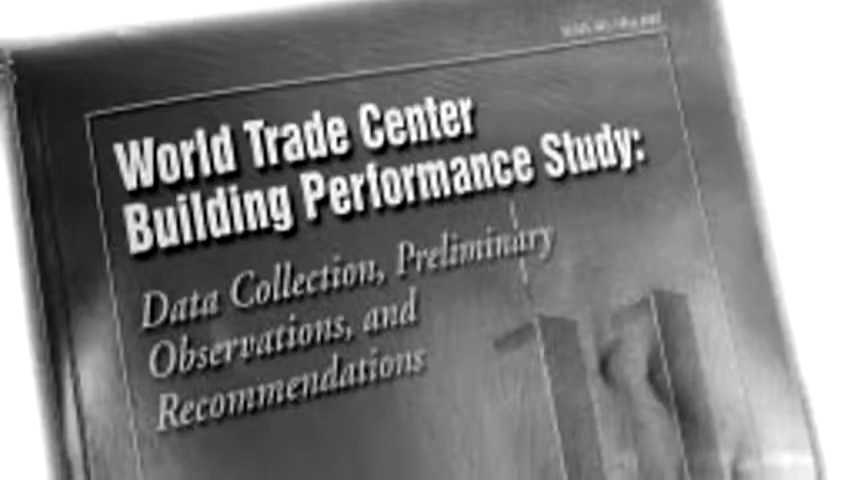 World Trade Center
Building Performance Study:
Data Collection, Preliminary
Observations, and
Recommendations